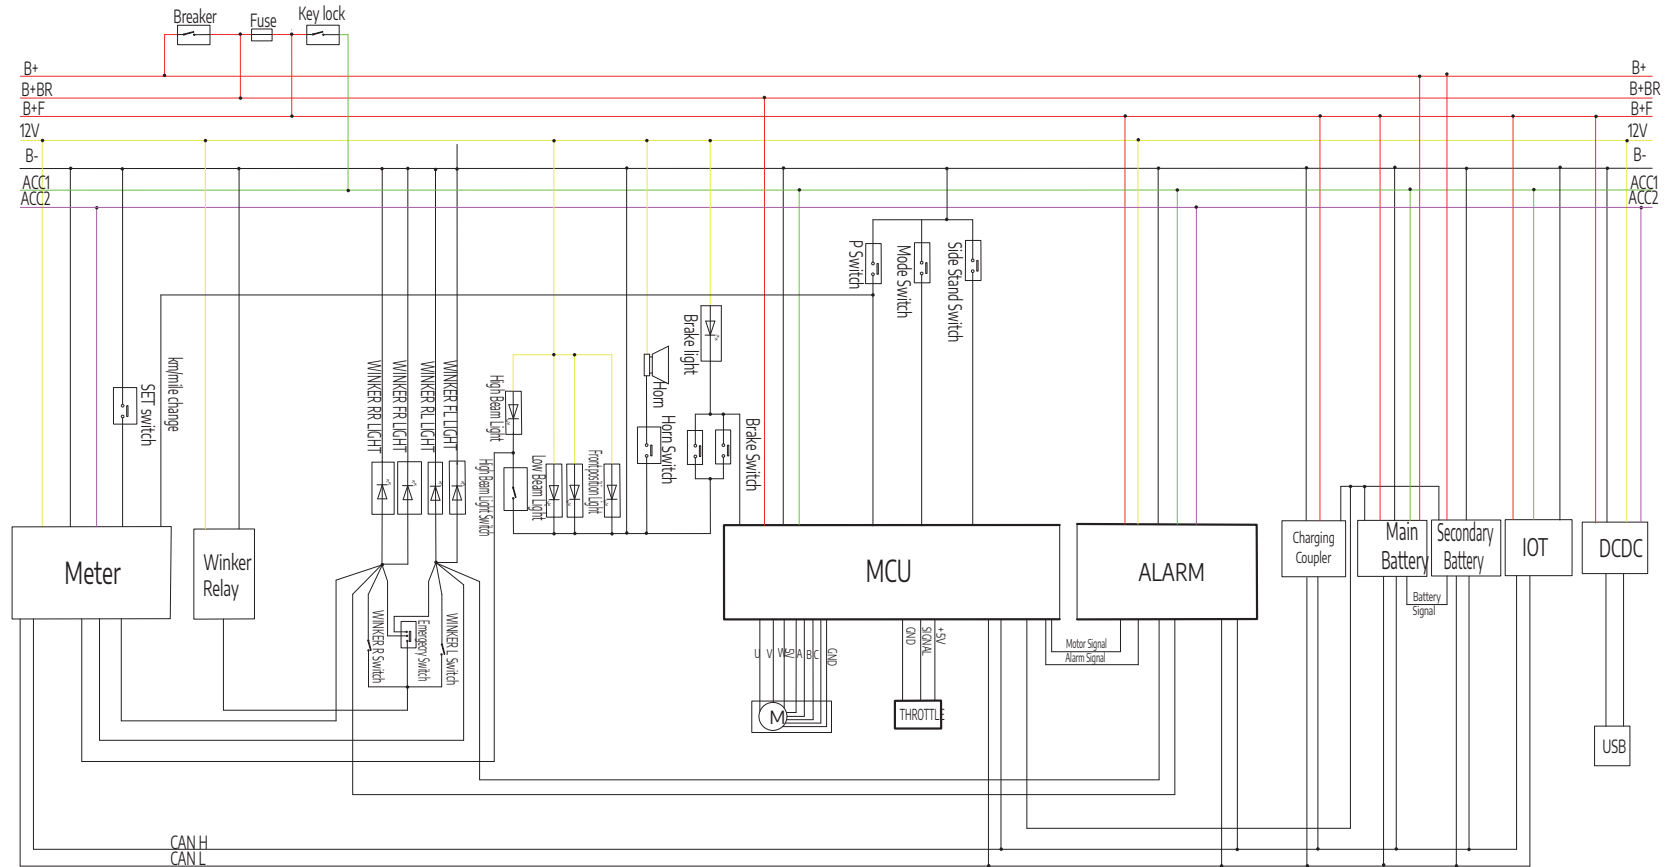 Breaker
Fuse
Key lock
B+
B+
B+BR
B+BR
B+F
B+F
12V
12V
B-
B-
ACC1
ACC1
ACC2
ACC2
P Switch
Mode Switch
Side Stand Switch
Brake light
km/mile change
SET switch
WINKER RR LIGHT
WINKER FR LIGHT
WINKER RL LIGHT
WINKER FL LIGHT
High Beam Light
High Beam Light Switch
Low Beam Light
Frontposition Light
Horn
Horn Switch
Brake Switch
Meter
Winker
Relay
MCU
ALARM
Charging
Coupler
Main
Battery
Secondary
Battery
IOT
DCDC
Battery
Signal
WINKER R Switch
Emergecy Switch
WINKER L Switch
U
V
W
5V
A
B
C
GND
GND
SIGNAL
+5V
Motor Signal
Alarm Signal
M
THROTTLE
USB
CAN H
CAN L